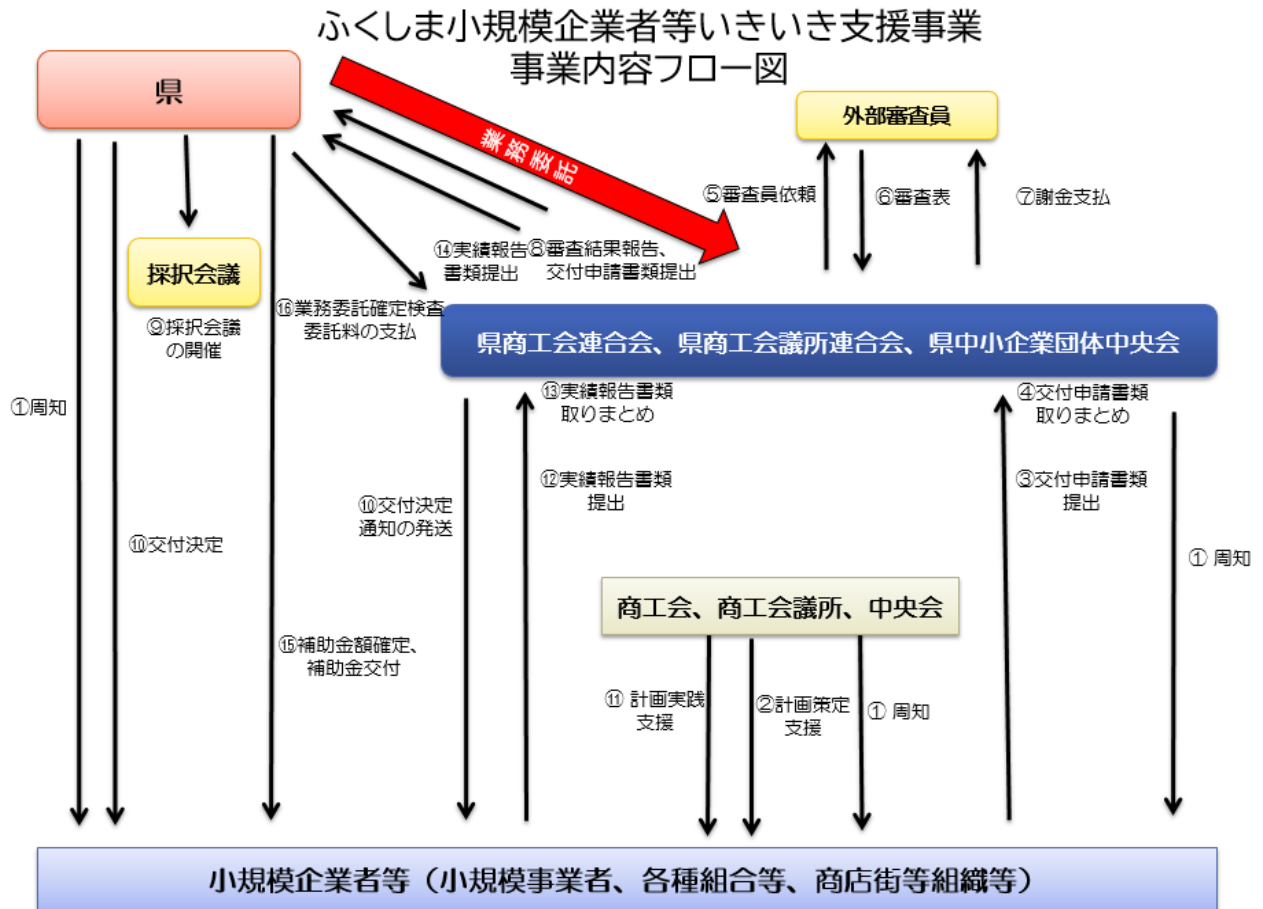 ふくしま小規模企業者等いきいき支援事業
事業内容フロー図
県
業務委託
外部審査員
⑤審査員依頼
⑥審査表
⑦謝金支払
⑭実績報告
書類提出
⑧審査結果報告、
交付申請書類提出
採択会議
⑨採択会議
の開催
⑯業務委託確定検査
委託料の支払
県商工会連合会、県商工会議所連合会、県中小企業団体中央会
①周知
⑬実績報告書類
取りまとめ
④交付申請書類
取りまとめ
⑫実績報告書類
提出
③交付申請書類
提出
⑩交付決定
通知の発送
⑩交付決定
① 周知
商工会、商工会議所、中央会
⑮補助金額確定、
補助金交付
⑪ 計画実践
支援
②計画策定
支援
① 周知
小規模企業者等（小規模事業者、各種組合等、商店街等組織等）